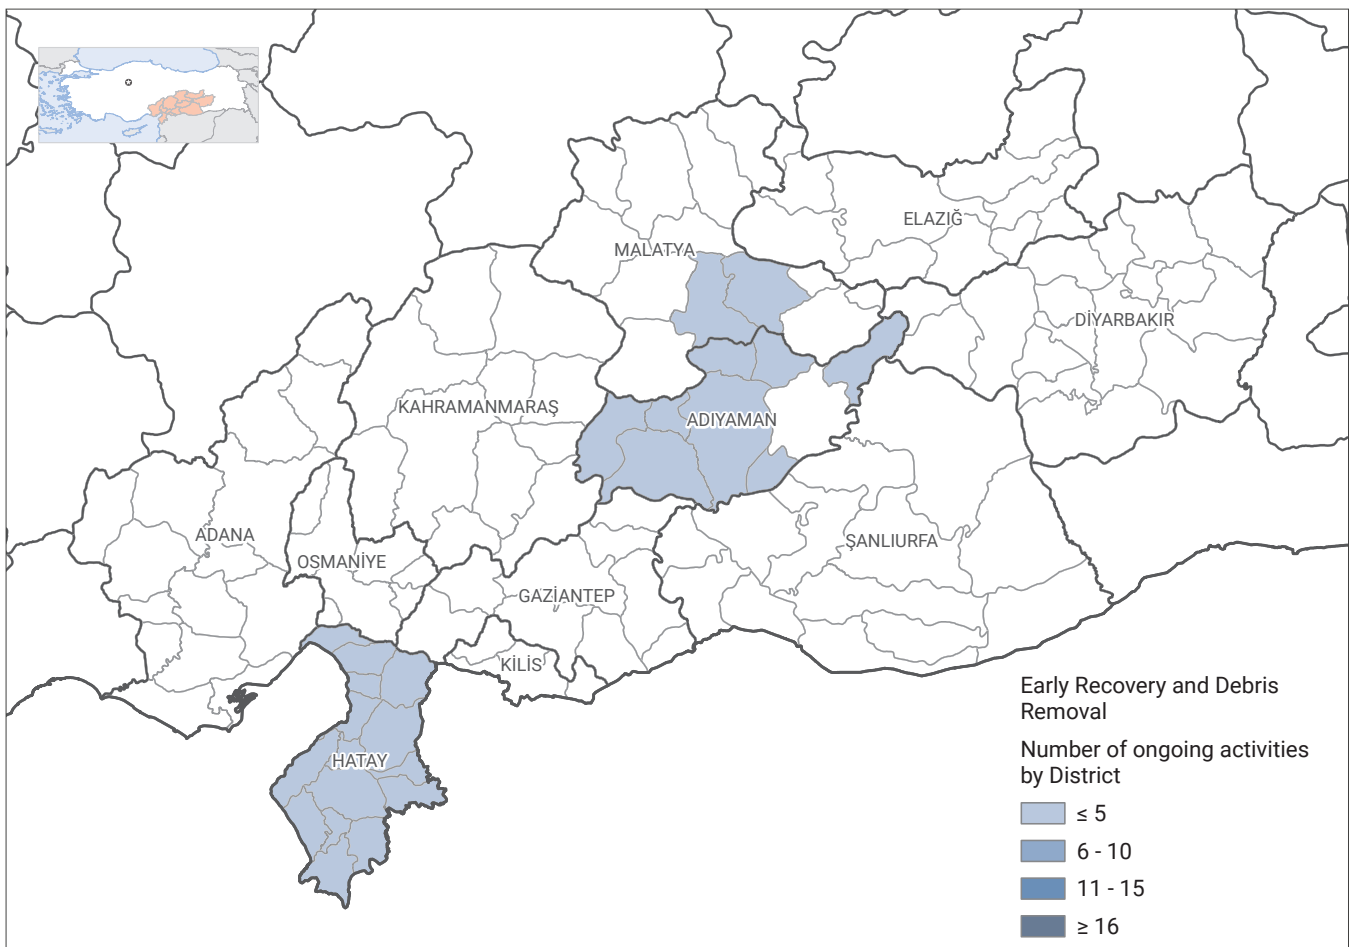 ELAZIĞ
MALATYA
DİYARBAKIR
KAHRAMANMARAŞ
ADIYAMAN
ADANA
ŞANLIURFA
OSMANİYE
GAZİANTEP
KİLİS
HATAY
Early Recovery and Debris
Removal
Number of ongoing activities
by District
≤ 5
6 - 10
11 - 15
≥ 16